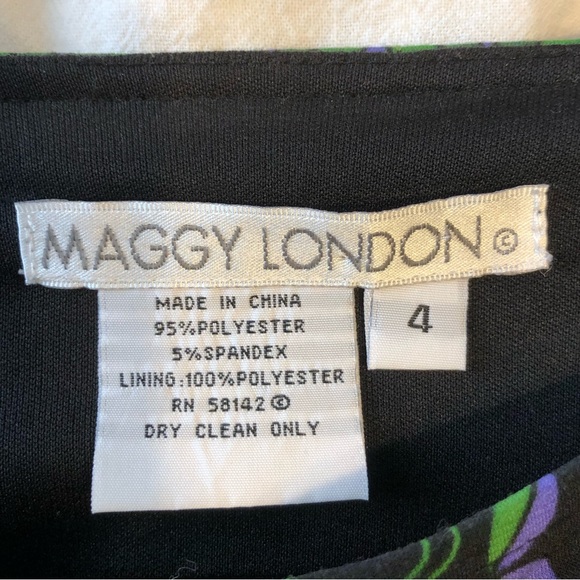 MAGGY LONDON ©
MADE IN CHINA
95%POLYESTER
5%SPANDEX
LINING:100%POLYESTER
RN 58142 ©
DRY CLEAN ONLY
4